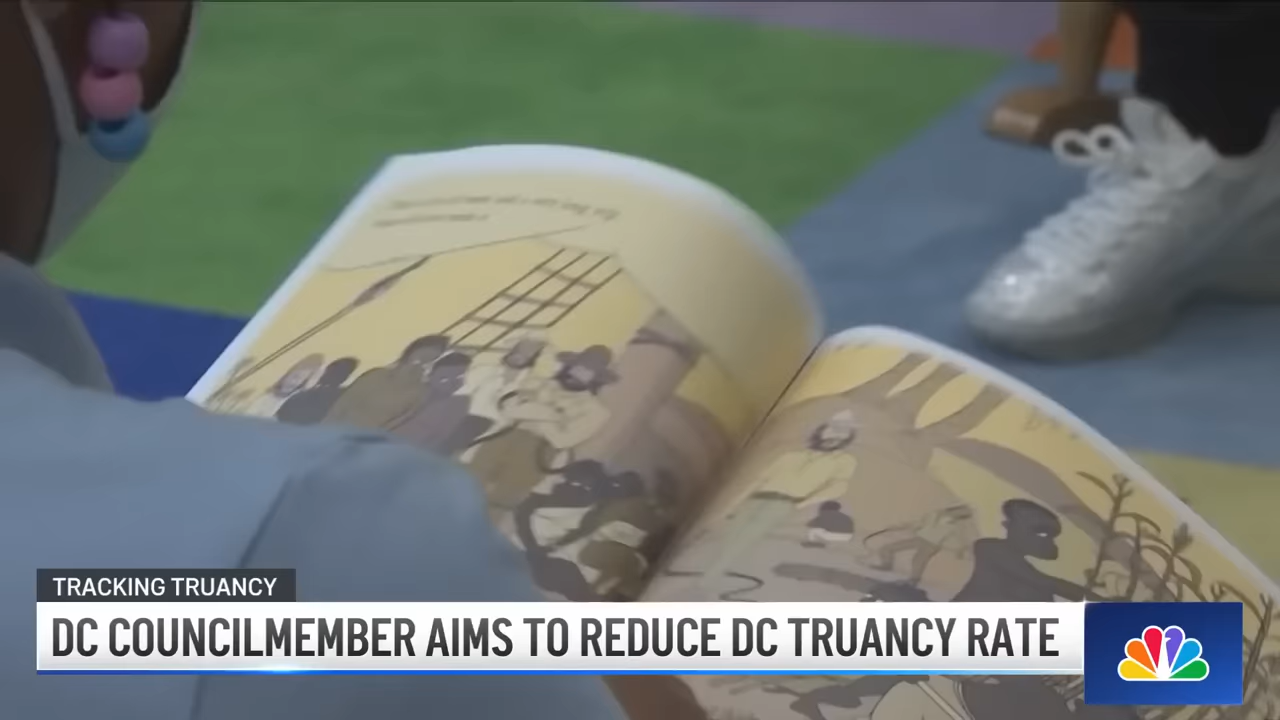 TRACKING TRUANCY
DC COUNCILMEMBER AIMS TO REDUCE DC TRUANCY RATE